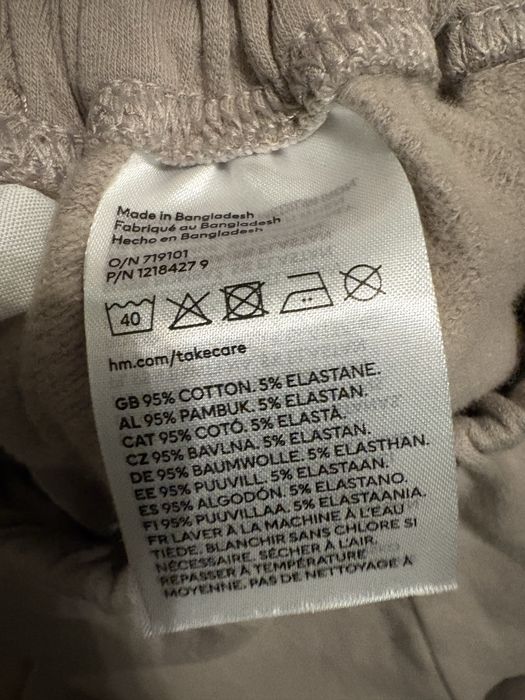 Made in Bangladesh
Fabriqué au Bangladesh
Hecho en Bangladesh
O/N 719101
P/N 1218427 9
40
hm.com/takecare
GB 95% COTTON. 5% ELASTANE.
AL 95% PAMBUK. 5% ELASTAN.
CAT 95% COTÓ. 5% ELASTÀ.
CZ 95% BAVLNA. 5% ELASTAN.
DE 95% BAUMWOLLE. 5% ELASTHAN.
EE 95% PUUVILL. 5% ELASTAAN.
ES 95% ALGODÓN. 5% ELASTANO.
FI 95% PUUVILLAA. 5% ELASTAANIA.
FR LAVER À LA MACHINE À L'EAU
TIÈDE. BLANCHIR SANS CHLORE SI
NÉCESSAIRE. SÉCHER À L'AIR.
REPASSER À TEMPÉRATURE
MOYENNE. PAS DE NETTOYAGE À